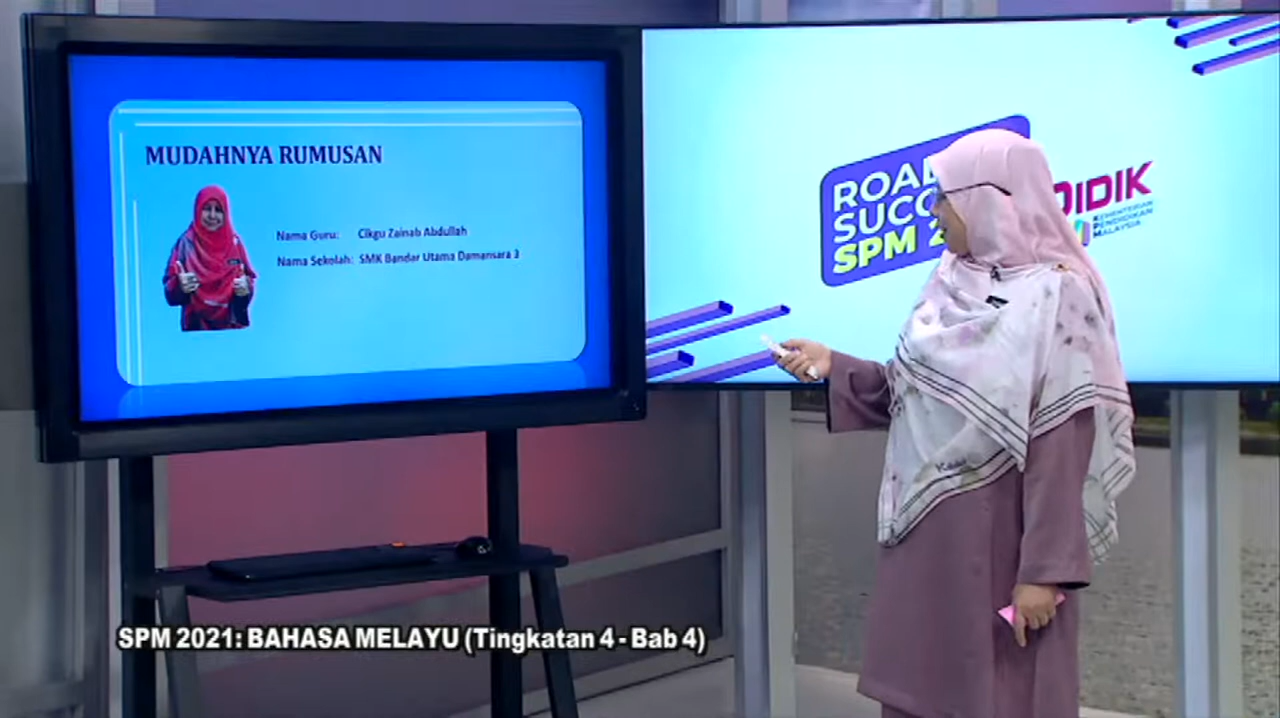 MUDAHNYA RUMUSAN
Nama Guru: Cikgu Zainab Abdullah
Nama Sekolah: SMK Bandar Utama Damansara 3
ROAD
SUCC
SPM 2
DIDIK
KEMENTERIAN
PENDIDIKAN
MALAYSIA
SPM 2021: BAHASA MELAYU (Tingkatan 4 - Bab 4)